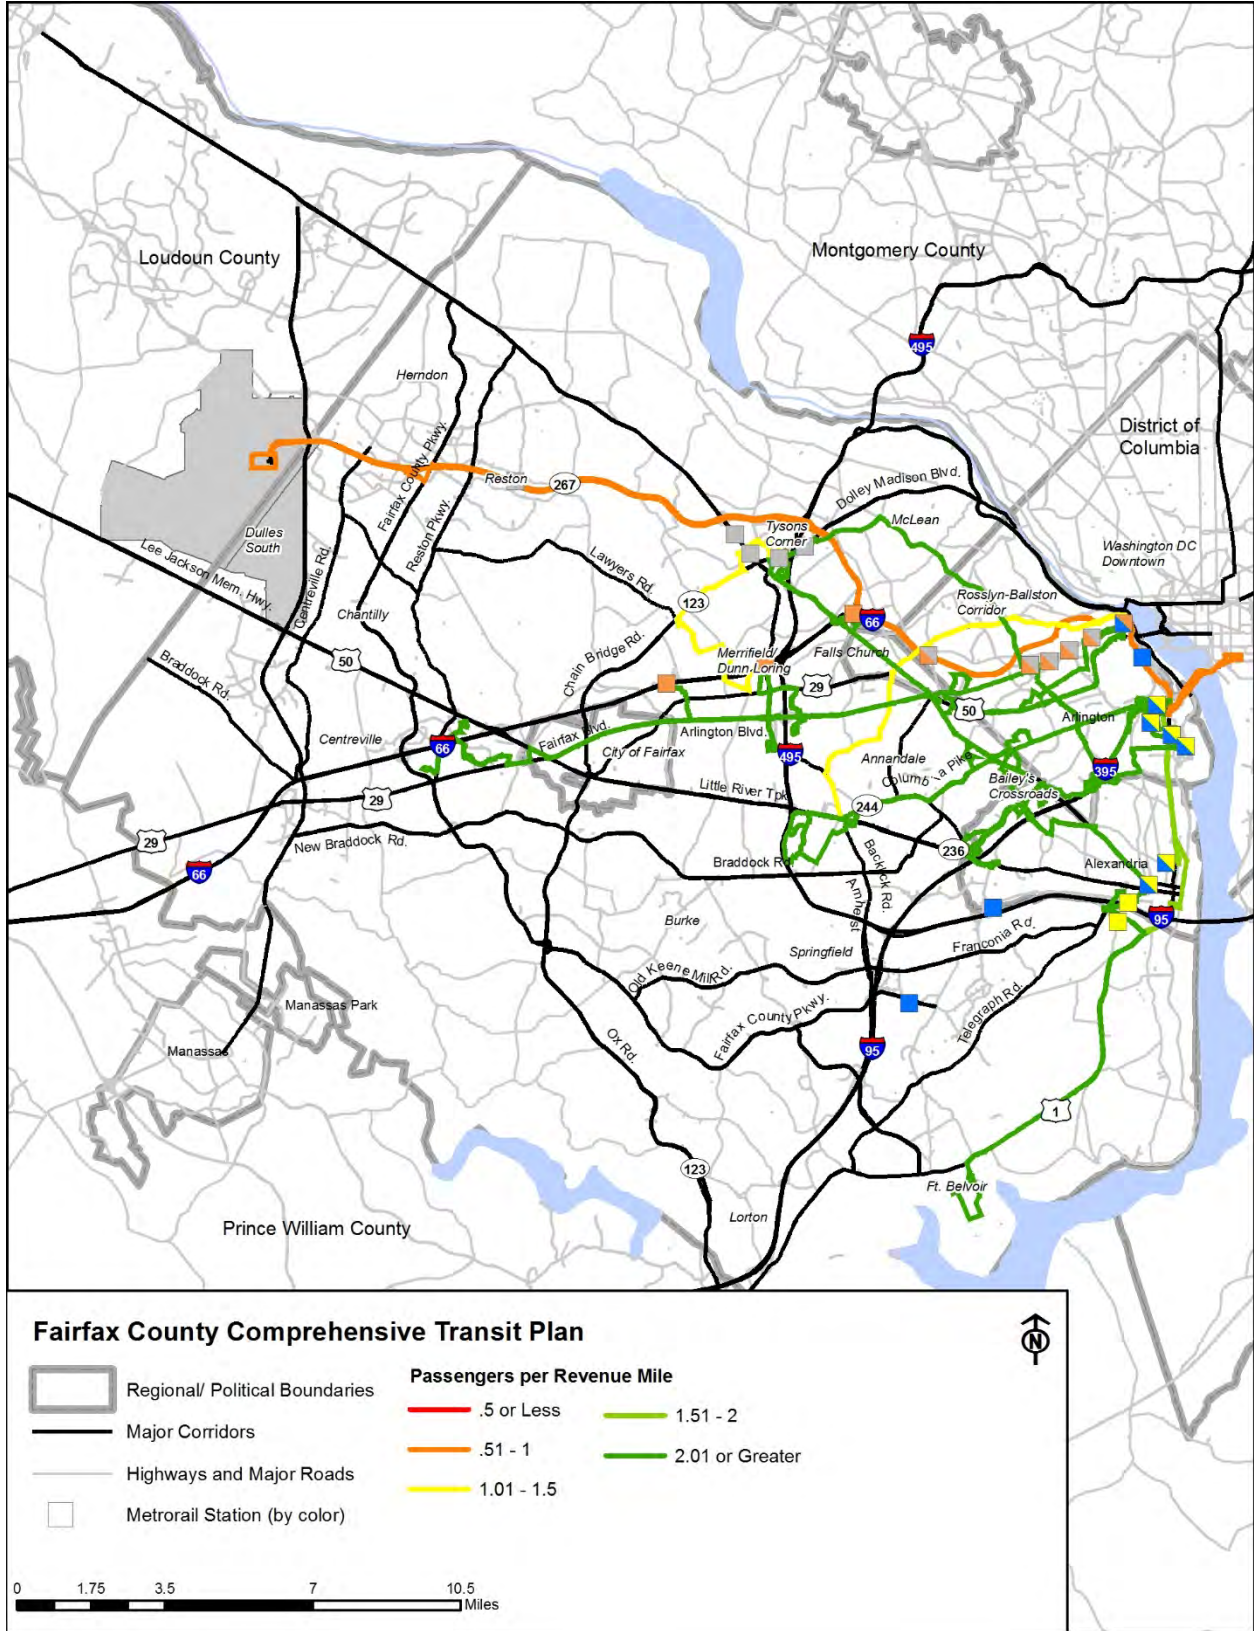 Loudoun County
Montgomery County
495
Herndon
District of
Columbia
Fairfax County Pkwy.
Reston
267
Dolley Madison Blvd.
McLean
Tysons
Corner
Reston Pkwy.
Dulles
South
Washington DC
Downtown
Lee Jackson Mem. Hwy.
Centreville Rd.
Lawyers Rd.
Rosslyn-Ballston
Corridor
123
Chantilly
66
Chain Bridge Rd.
Merrifield/
Dunn Loring
Falls Church
50
Braddock Rd.
29
50
Arlington
Centreville
66
Fairfax Blvd.
Arlington Blvd.
City of Fairfax
495
Annandale
Columbia Pike
395
Bailey's
Crossroads
Little River Tpk.
29
244
29
New Braddock Rd.
236
Braddock Rd.
Backlick Rd.
Alexandria
66
Amherst
Burke
95
Springfield
Franconia Rd.
Old Keene Mill Rd.
Manassas Park
Fairfax County Pkwy.
Telegraph Rd.
Ox Rd.
Manassas
95
1
123
Ft. Belvoir
Lorton
Prince William County
Fairfax County Comprehensive Transit Plan
N
Regional/ Political Boundaries
Major Corridors
Highways and Major Roads
Metrorail Station (by color)
Passengers per Revenue Mile
.5 or Less
.51 - 1
1.01 - 1.5
1.51 - 2
2.01 or Greater
0 1.75 3.5 7 10.5
Miles